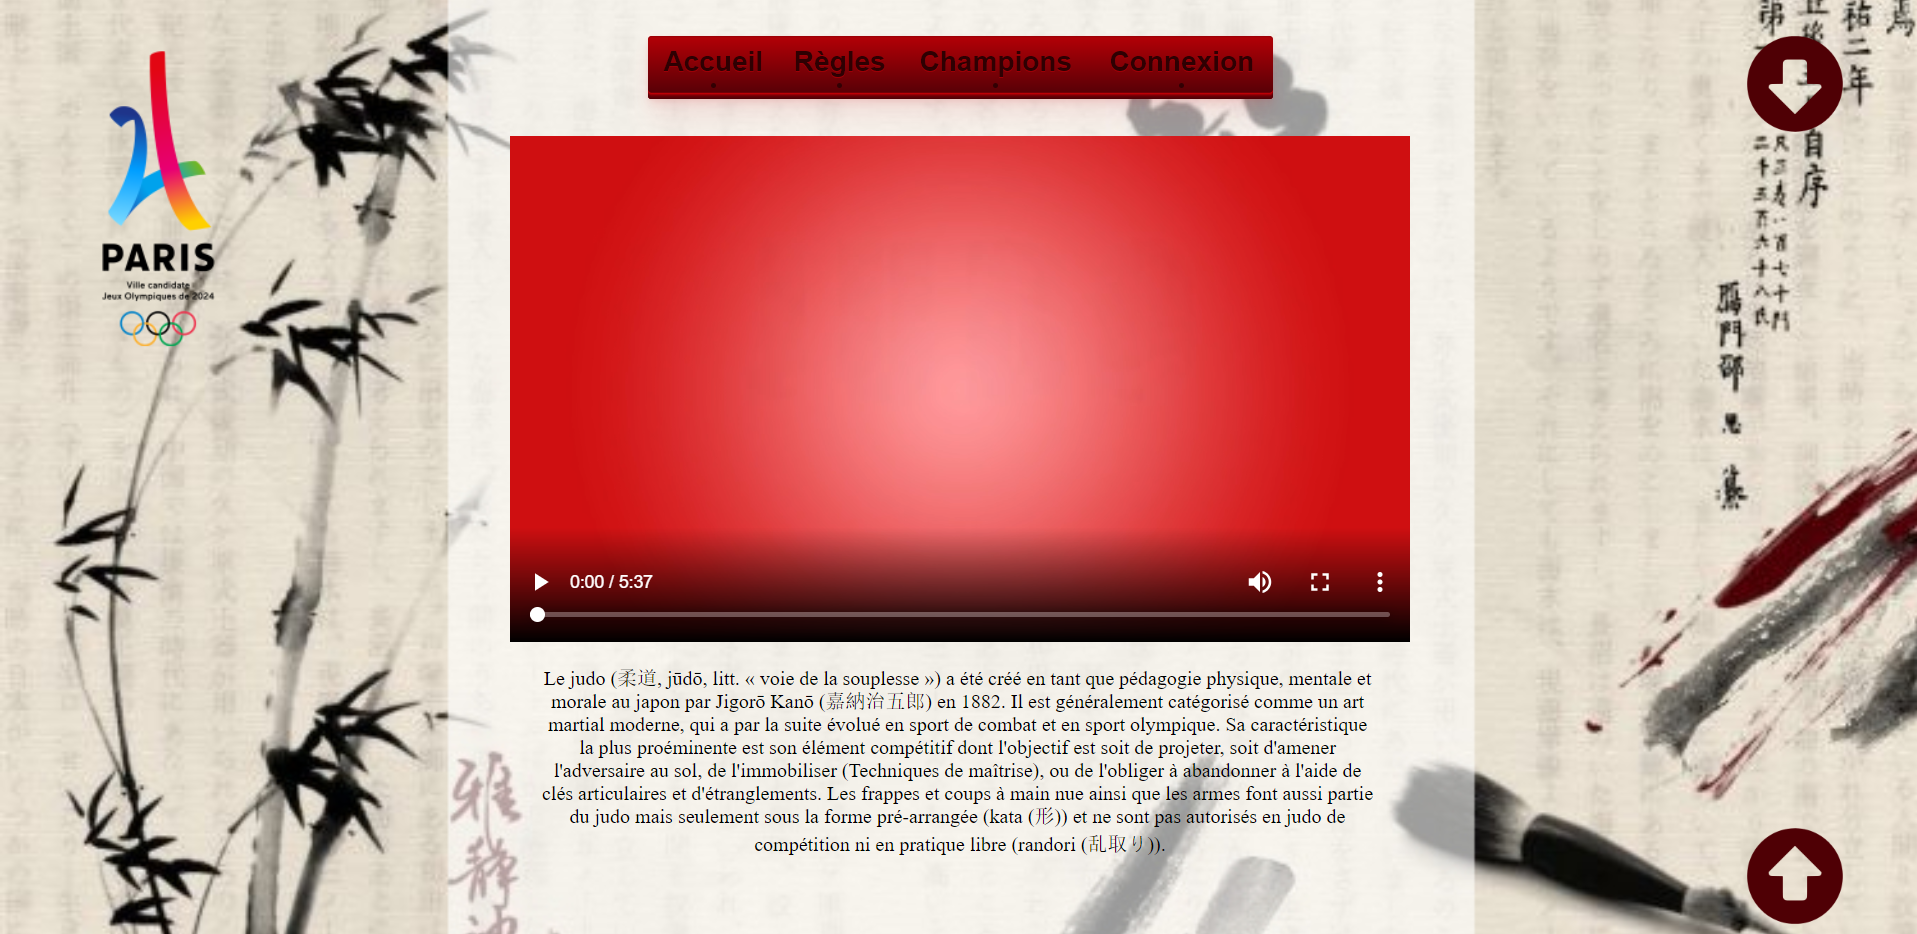 Accueil Règles Champions Connexion
PARIS
Ville candidate
Jeux Olympiques de 2024
自序
雁門邵
0:00 / 5:37
Le judo (柔道, jūdō, litt. « voie de la souplesse ») a été créé en tant que pédagogie physique, mentale et
morale au japon par Jigorō Kanō (嘉納治五郎) en 1882. Il est généralement catégorisé comme un art
martial moderne, qui a par la suite évolué en sport de combat et en sport olympique. Sa caractéristique
la plus proéminente est son élément compétitif dont l'objectif est soit de projeter, soit d'amener
l'adversaire au sol, de l'immobiliser (Techniques de maîtrise), ou de l'obliger à abandonner à l'aide de
clés articulaires et d'étranglements. Les frappes et coups à main nue ainsi que les armes font aussi partie
du judo mais seulement sous la forme pré-arrangée (kata (形)) et ne sont pas autorisés en judo de
compétition ni en pratique libre (randori (乱取り)).
雅静